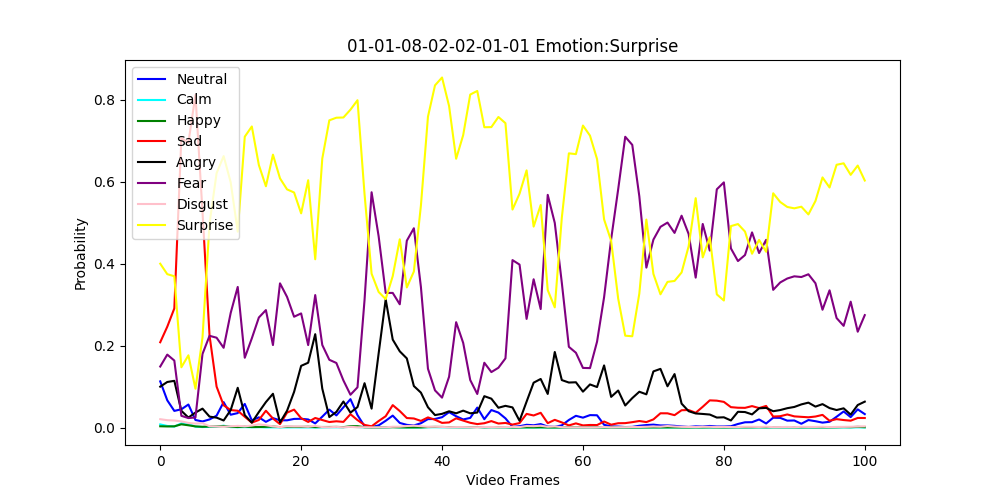 01-01-08-02-02-01-01 Emotion:Surprise
Neutral
Calm
Happy
Sad
Angry
Fear
Disgust
Surprise
Probability
0.8
0.6
0.4
0.2
0.0
0 20 40 60 80 100
Video Frames